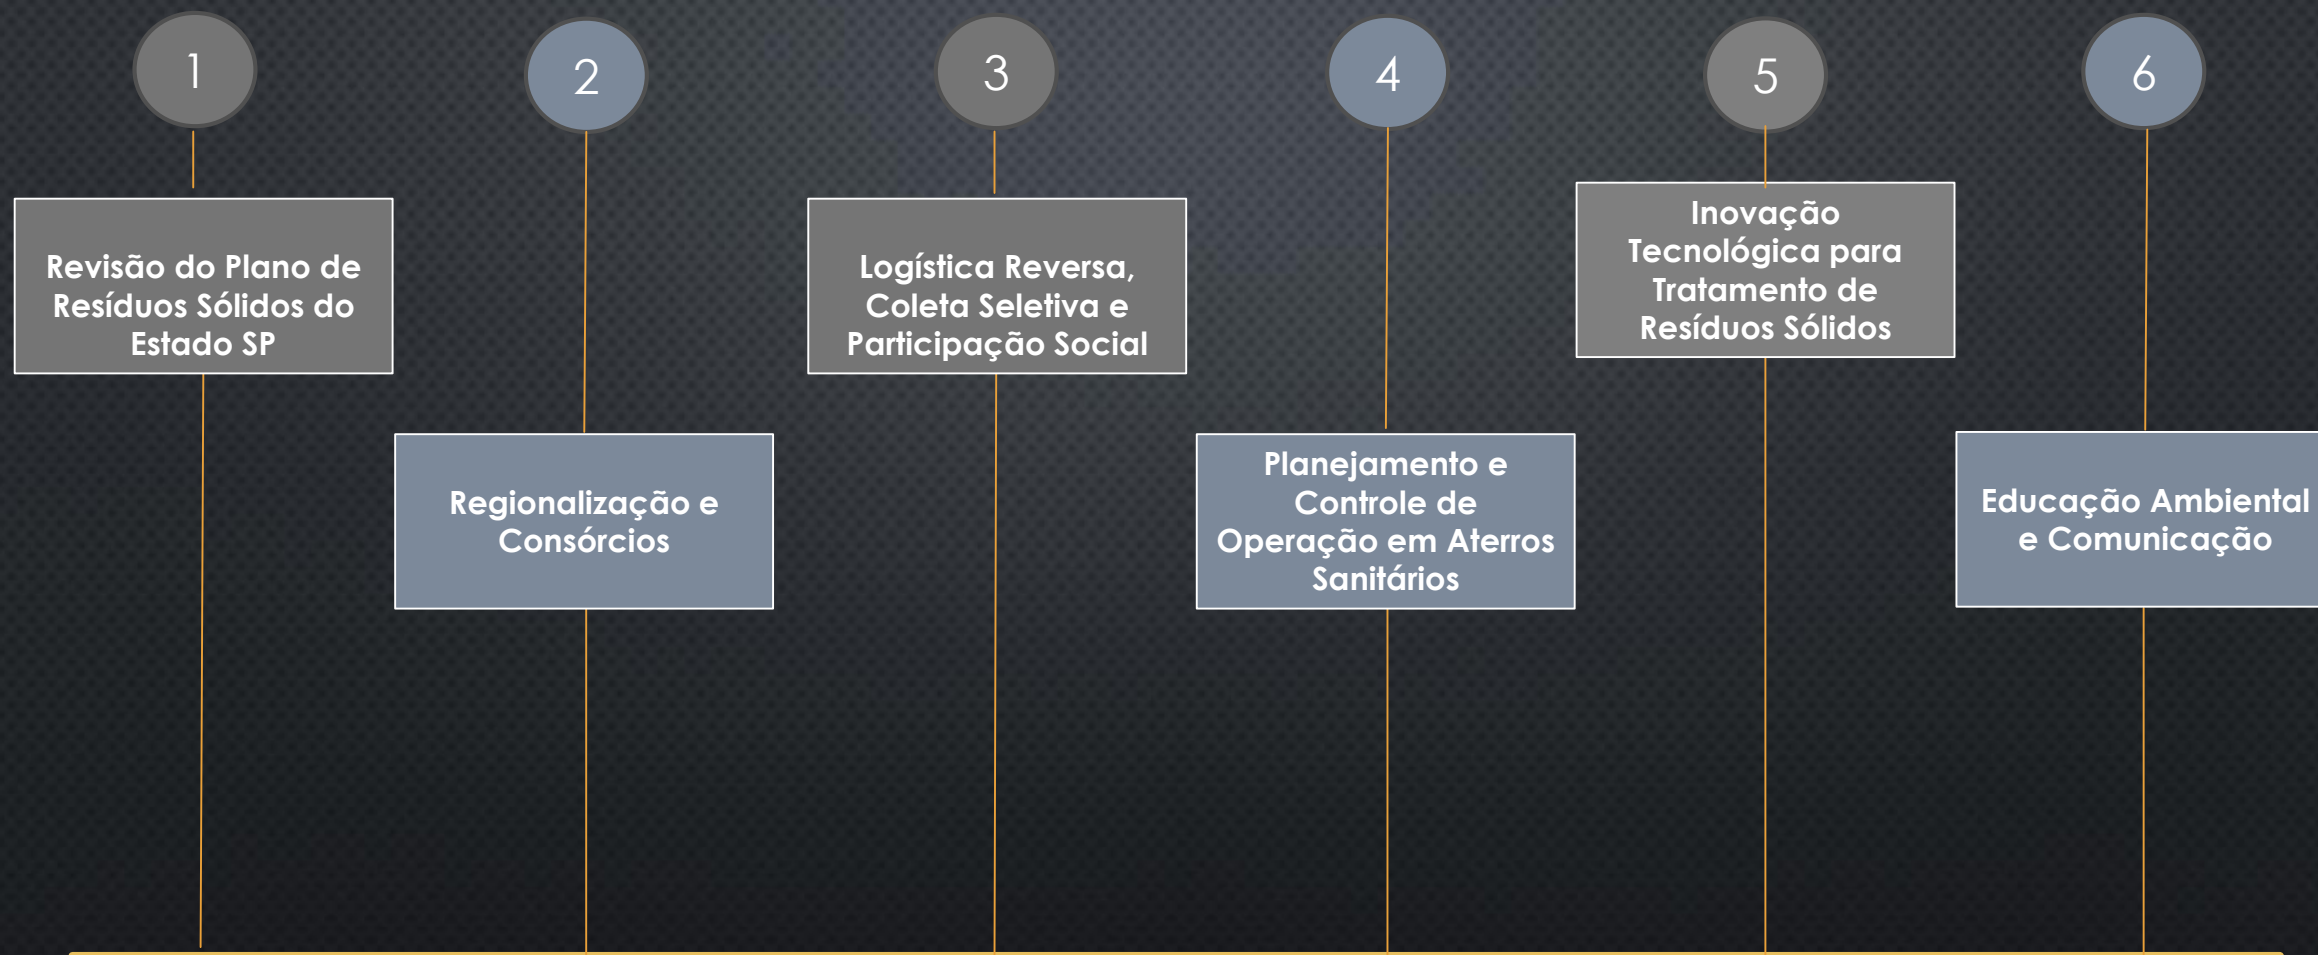 1
Revisão do Plano de
Resíduos Sólidos do
Estado SP
2
Regionalização e
Consórcios
3
Logística Reversa,
Coleta Seletiva e
Participação Social
4
Planejamento e
Controle de
Operação em Aterros
Sanitários
5
Inovação
Tecnológica para
Tratamento de
Resíduos Sólidos
6
Educação Ambiental
e Comunicação